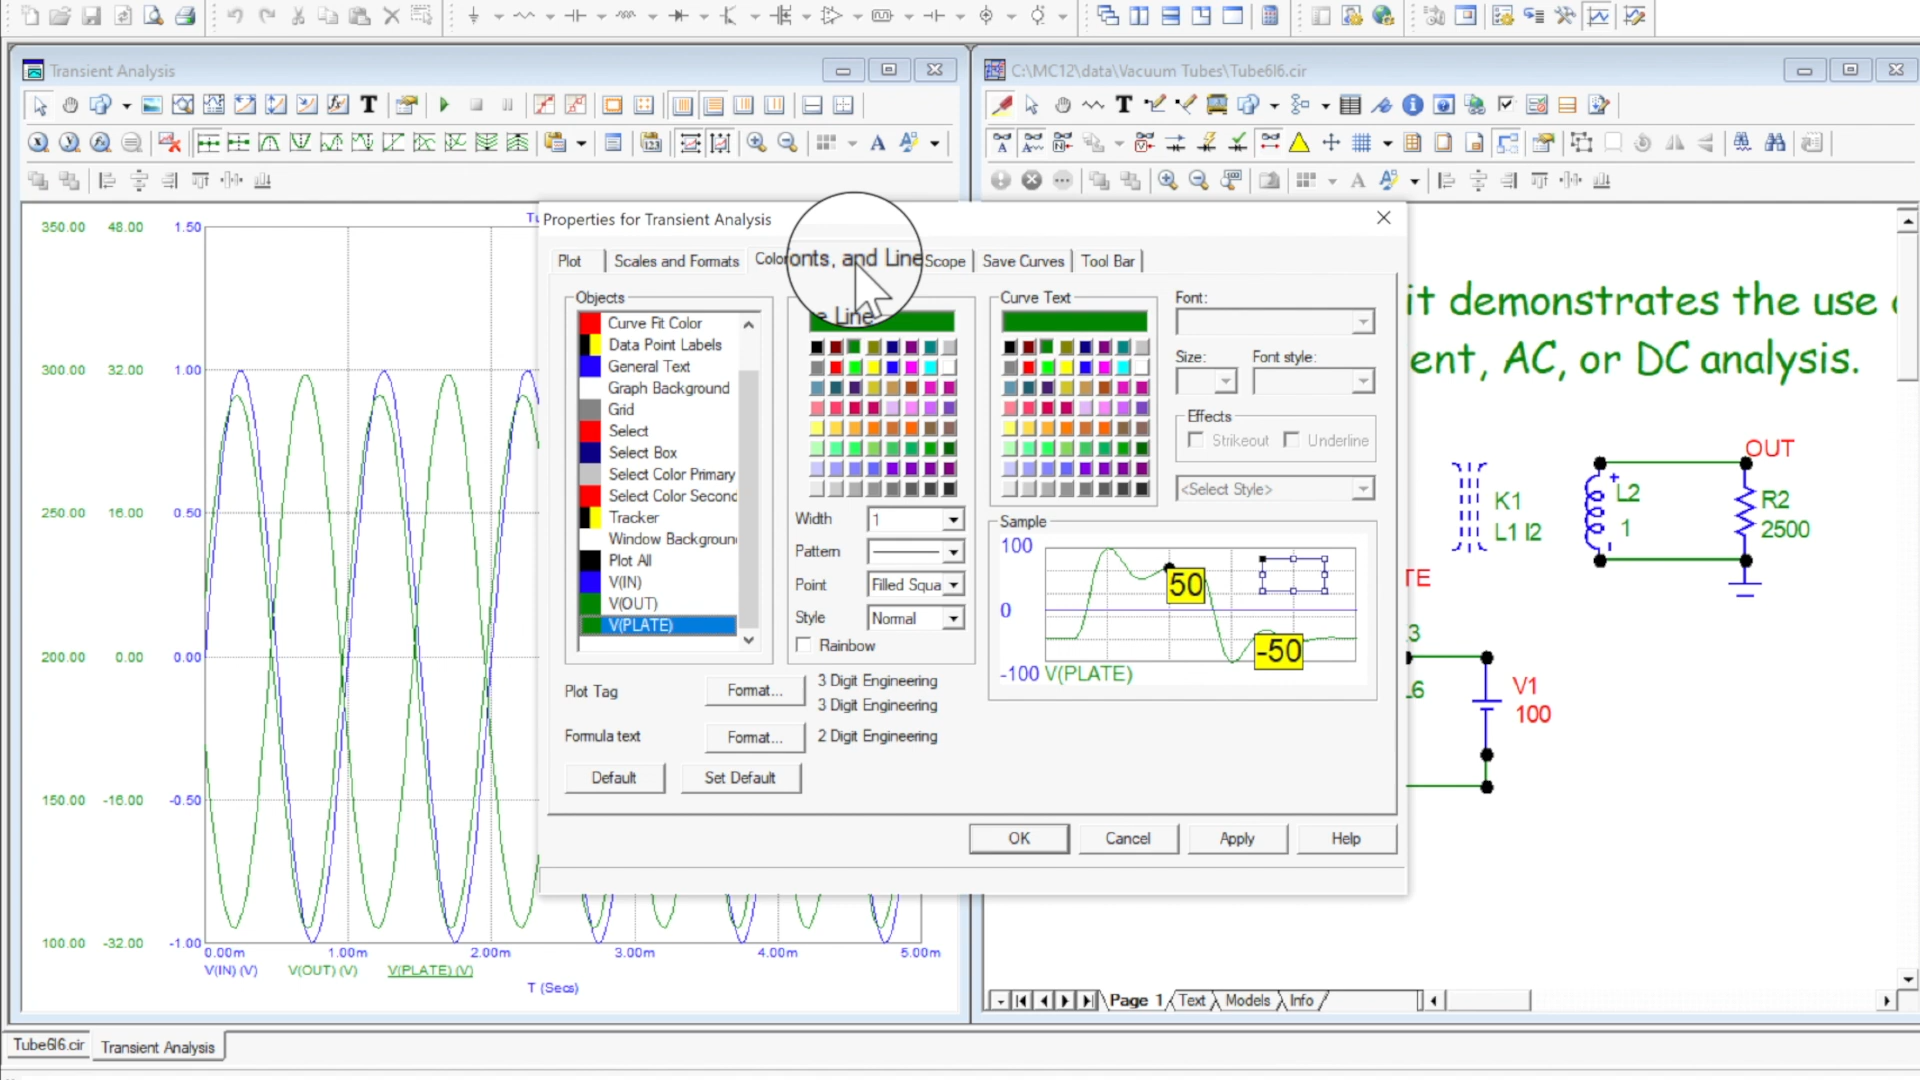 Transient Analysis
C:\MC12\data\Vacuum Tubes\Tube6l6.cir
350.00 48.00 1.50
300.00 32.00 1.00
250.00 16.00 0.50
200.00 0.00 0.00
150.00 -16.00 -0.50
100.00 -32.00 -1.00
0.00m 1.00m 2.00m 3.00m 4.00m 5.00m
V(IN) (V) V(OUT) (V) V(PLATE) (V)
T (Secs)
Properties for Transient Analysis
Plot Scales and Formats Color onts, and Line Scope Save Curves Tool Bar
Objects
Curve Fit Color
Data Point Labels
General Text
Graph Background
Grid
Select
Select Box
Select Color Primary
Select Color Second
Tracker
Window Background
Plot All
V(IN)
V(OUT)
V(PLATE)
e Line
Width 1
Pattern
Point Filled Squa
Style Normal
Rainbow
Curve Text
Font:
Size: Font style:
Effects
Strikeout Underline
<Select Style>
Sample
100
50
0
-50
-100 V(PLATE)
Plot Tag Format... 3 Digit Engineering
3 Digit Engineering
Formula text Format... 2 Digit Engineering
Default Set Default
OK Cancel Apply Help
it demonstrates the use
ent, AC, or DC analysis.
OUT
K1
L1 l2
L2
1
R2
2500
TE
V1
100
Page 1 Text Models Info
Tube6l6.cir Transient Analysis